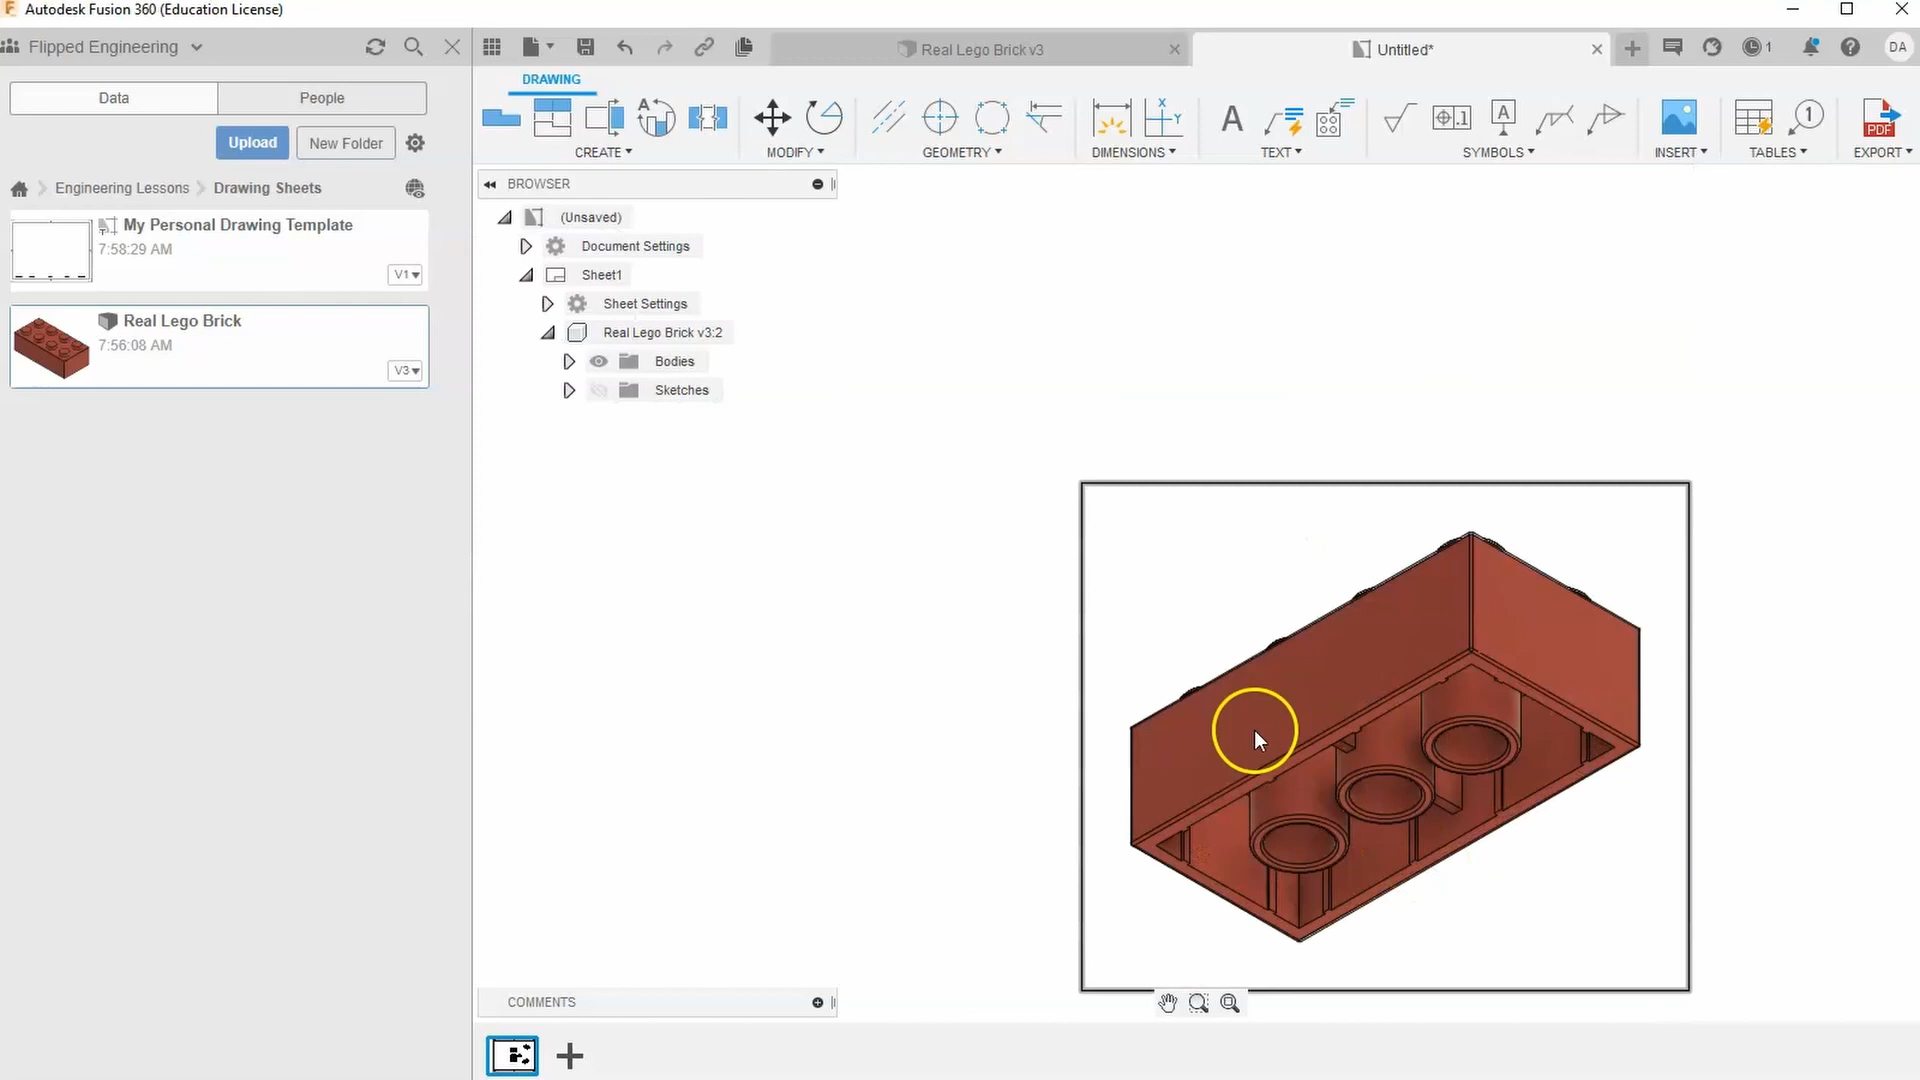 Autodesk Fusion 360 (Education License)
Flipped Engineering
Real Lego Brick v3
Untitled*
1
DA
Data
People
DRAWING
Upload
New Folder
CREATE
MODIFY
GEOMETRY
DIMENSIONS
TEXT
SYMBOLS
INSERT
TABLES
EXPORT
PDF
Engineering Lessons
Drawing Sheets
BROWSER
My Personal Drawing Template
7:58:29 AM
V1
Real Lego Brick
7:56:08 AM
V3
(Unsaved)
Document Settings
Sheet1
Sheet Settings
Real Lego Brick v3:2
Bodies
Sketches
COMMENTS